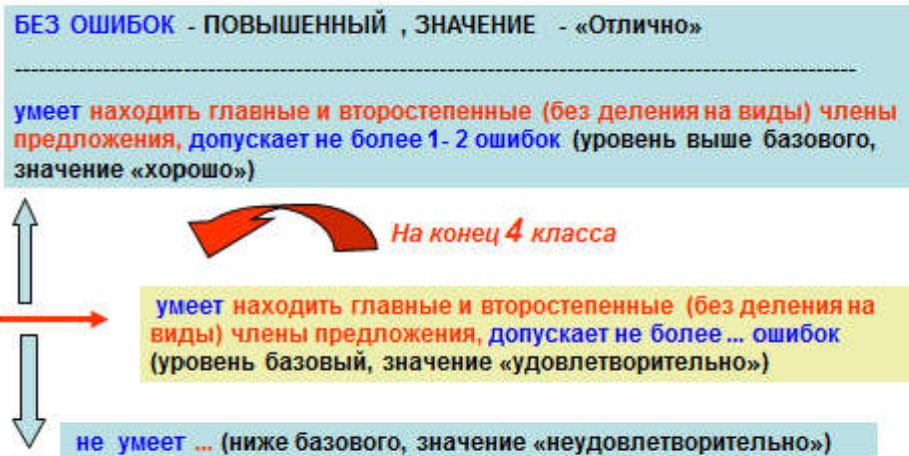 БЕЗ ОШИБОК - ПОВЫШЕННЫЙ , ЗНАЧЕНИЕ - «Отлично»
--------------------------------------------------------------------------------------------------------
умеет находить главные и второстепенные (без деления на виды) члены
предложения, допускает не более 1- 2 ошибок (уровень выше базового,
значение «хорошо»)
На конец 4 класса
умеет находить главные и второстепенные (без деления на
виды) члены предложения, допускает не более ... ошибок
(уровень базовый, значение «удовлетворительно»)
не умеет ... (ниже базового, значение «неудовлетворительно»)